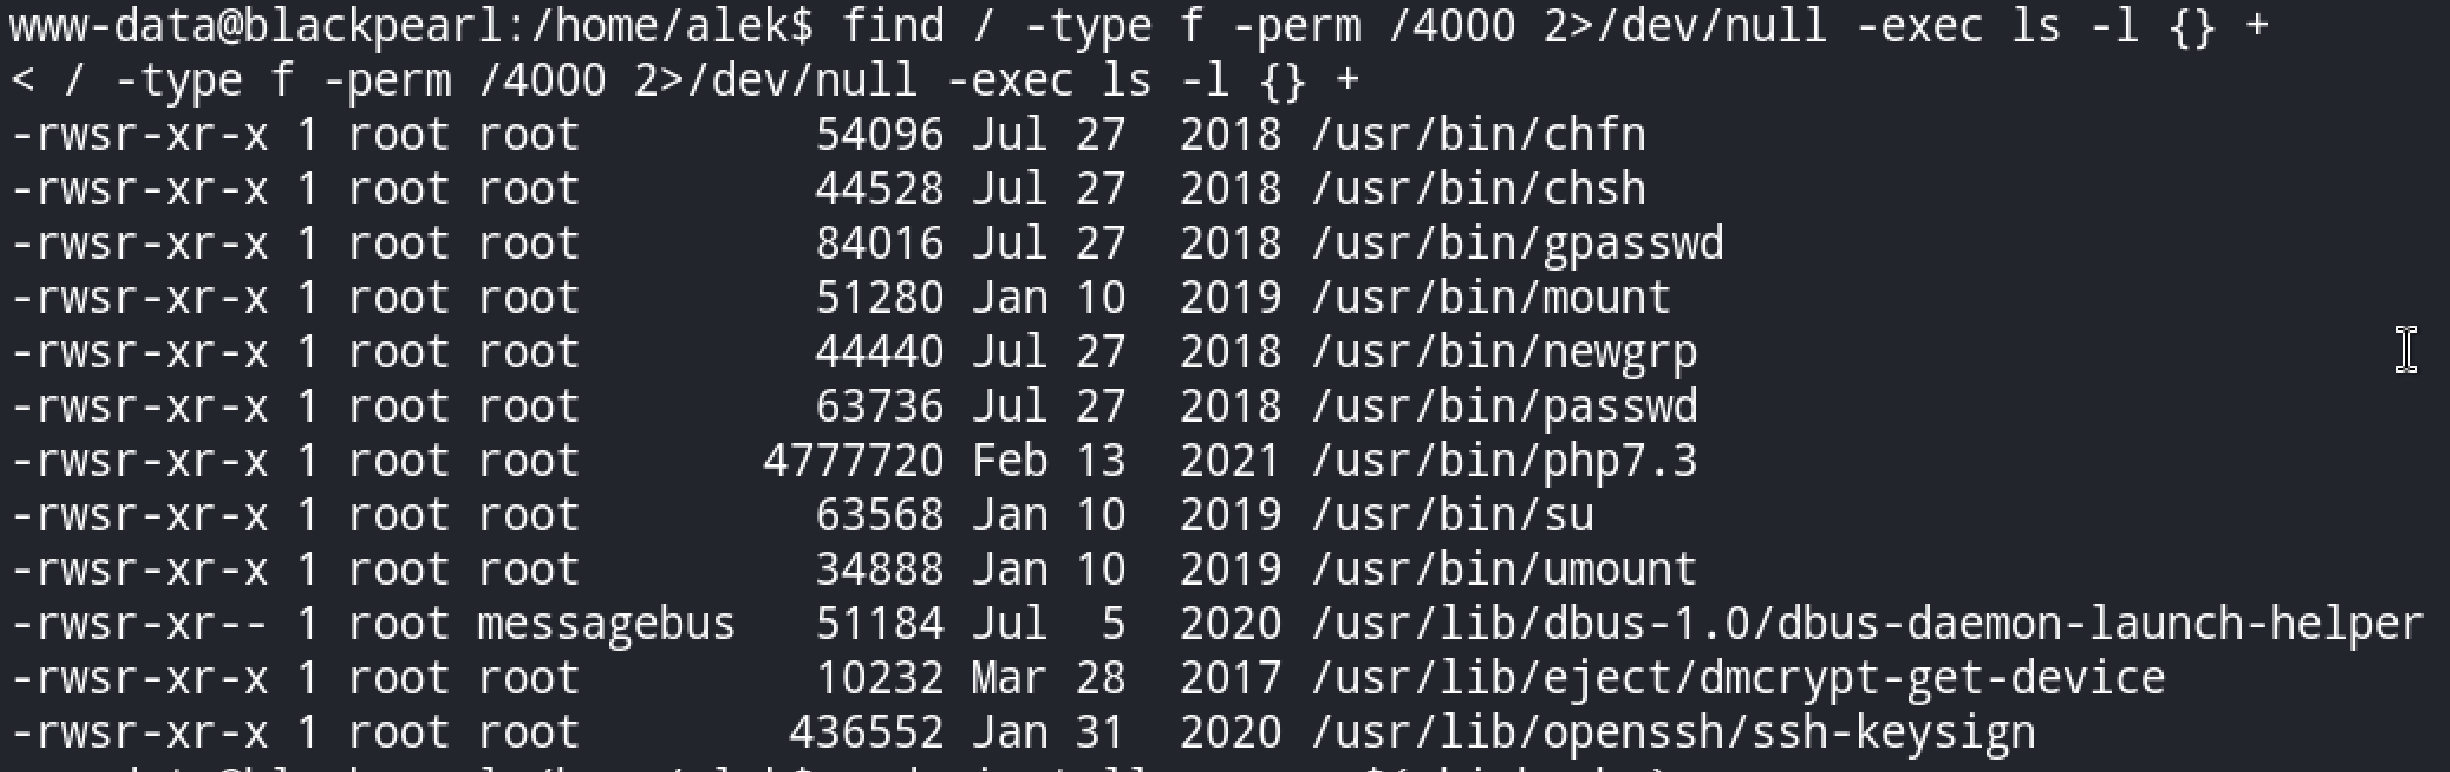 www-data@blackpearl:/home/alek$ find / -type f -perm /4000 2>/dev/null -exec ls -l {} +
< / -type f -perm /4000 2>/dev/null -exec ls -l {} +
-rwsr-xr-x 1 root root         54096 Jul 27  2018 /usr/bin/chfn
-rwsr-xr-x 1 root root         44528 Jul 27  2018 /usr/bin/chsh
-rwsr-xr-x 1 root root         84016 Jul 27  2018 /usr/bin/gpasswd
-rwsr-xr-x 1 root root         51280 Jan 10  2019 /usr/bin/mount
-rwsr-xr-x 1 root root         44440 Jul 27  2018 /usr/bin/newgrp
-rwsr-xr-x 1 root root         63736 Jul 27  2018 /usr/bin/passwd
-rwsr-xr-x 1 root root       4777720 Feb 13  2021 /usr/bin/php7.3
-rwsr-xr-x 1 root root         63568 Jan 10  2019 /usr/bin/su
-rwsr-xr-x 1 root root         34888 Jan 10  2019 /usr/bin/umount
-rwsr-xr-- 1 root messagebus   51184 Jul  5  2020 /usr/lib/dbus-1.0/dbus-daemon-launch-helper
-rwsr-xr-x 1 root root         10232 Mar 28  2017 /usr/lib/eject/dmcrypt-get-device
-rwsr-xr-x 1 root root        436552 Jan 31  2020 /usr/lib/openssh/ssh-keysign